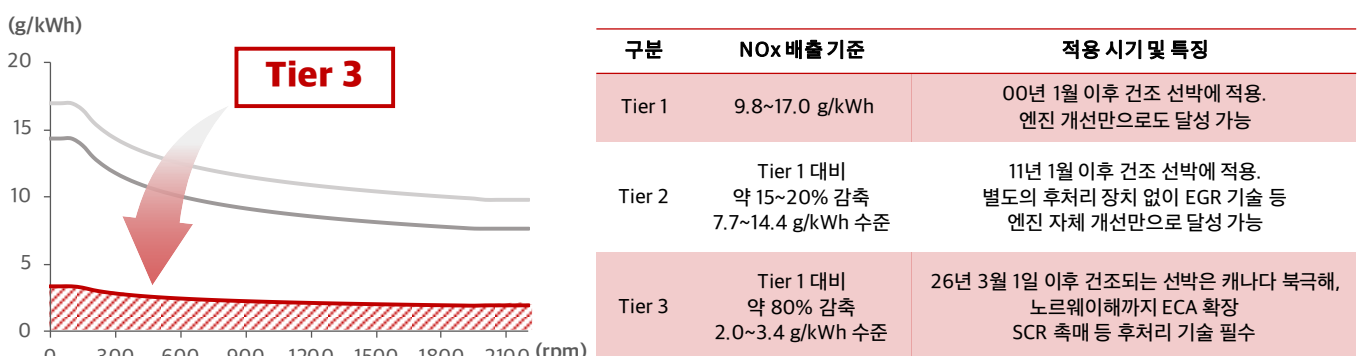 (g/kWh)
20
15
10
5
0
Tier 3
0 300 600 900 1200 1500 1800 2100 (rpm)
구분 NOx 배출 기준 적용 시기 및 특징
Tier 1
9.8~17.0 g/kWh
00년 1월 이후 건조 선박에 적용.
엔진 개선만으로도 달성 가능
Tier 2
Tier 1 대비
약 15~20% 감축
7.7~14.4 g/kWh 수준
11년 1월 이후 건조 선박에 적용.
별도의 후처리 장치 없이 EGR 기술 등
엔진 자체 개선만으로 달성 가능
Tier 3
Tier 1 대비
약 80% 감축
2.0~3.4 g/kWh 수준
26년 3월 1일 이후 건조되는 선박은 캐나다 북극해,
노르웨이해까지 ECA 확장
SCR 촉매 등 후처리 기술 필수